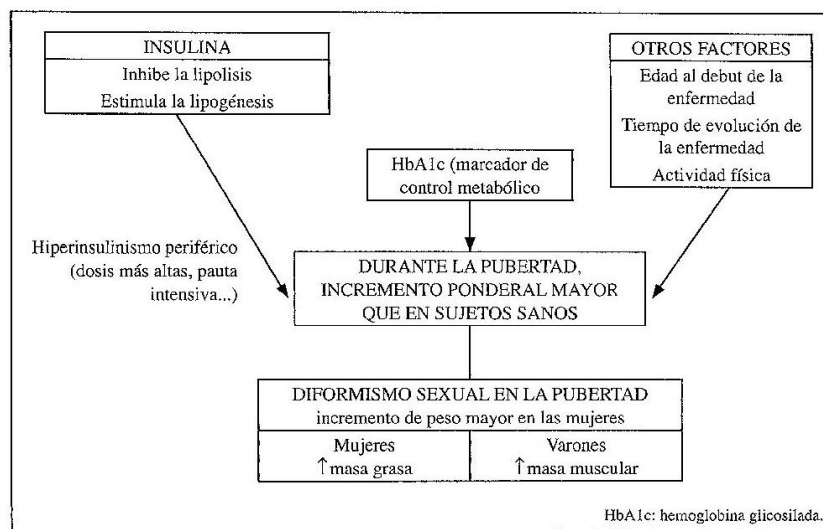 INSULINA
Inhibe la lipolisis
Estimula la lipogénesis
OTROS FACTORES
Edad al debut de la
enfermedad
Tiempo de evolución de
la enfermedad
Actividad física
HbA1c (marcador de
control metabólico
Hiperinsulinismo periférico
(dosis más altas, pauta
intensiva...)
DURANTE LA PUBERTAD,
INCREMENTO PONDERAL MAYOR
QUE EN SUJETOS SANOS
DIFORMISMO SEXUAL EN LA PUBERTAD
incremento de peso mayor en las mujeres
Mujeres
↑masa grasa
Varones
↑masa muscular
HbA1c: hemoglobina glicosilada.